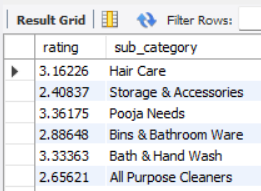 Result Grid Filter Rows:
rating sub_category
3.16226 Hair Care
2.40837 Storage & Accessories
3.36175 Pooja Needs
2.88648 Bins & Bathroom Ware
3.33363 Bath & Hand Wash
2.65621 All Purpose Cleaners